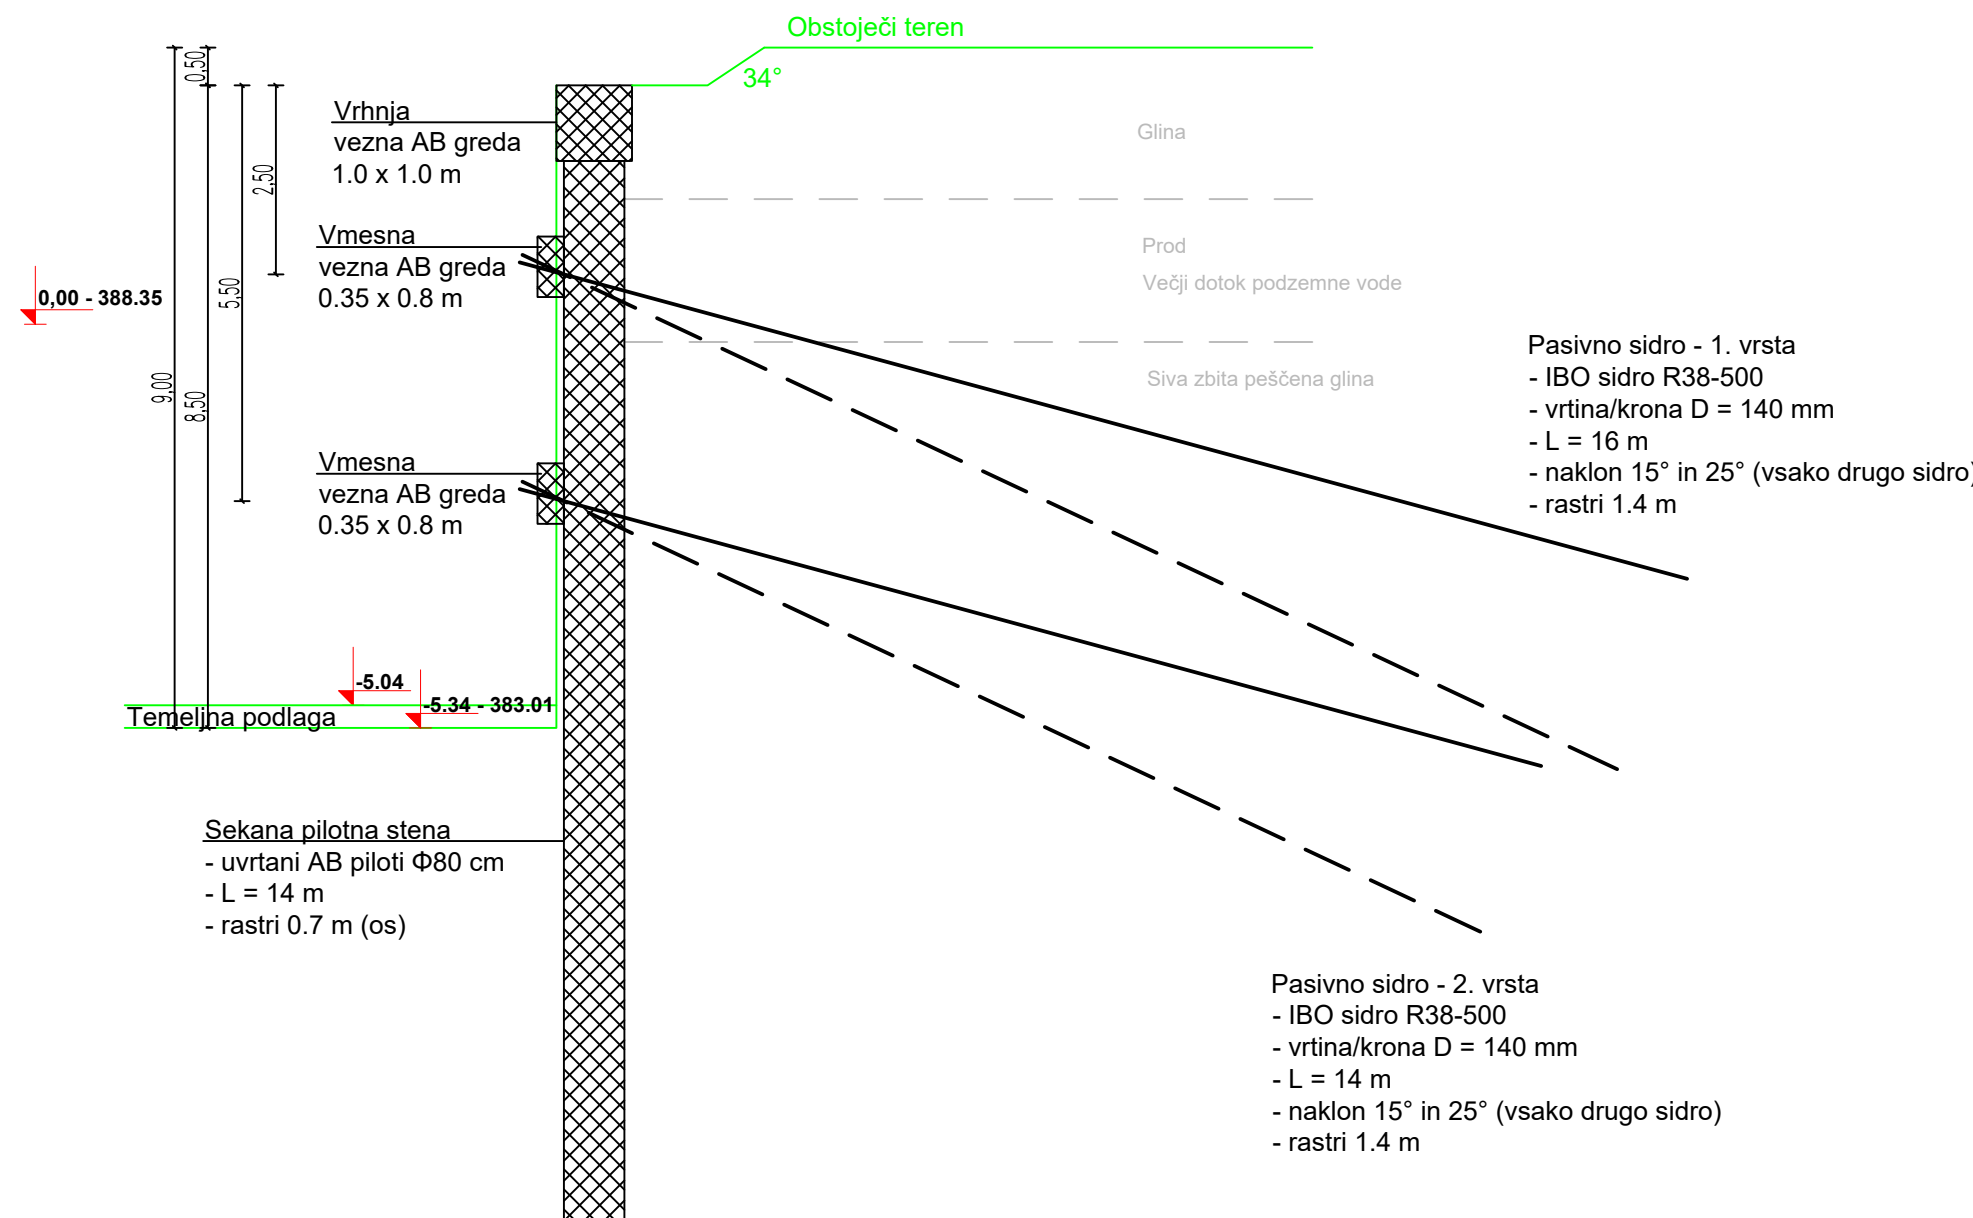 Obstoječi teren
34°
0,50
Vrhnja
vezna AB greda
1.0 x 1.0 m
Glina
2,50
Vmesna
vezna AB greda
0.35 x 0.8 m
Prod
Večji dotok podzemne vode
0,00 - 388.35
5,50
Siva zbita peščena glina
9,00
8,50
Pasivno sidro - 1. vrsta
- IBO sidro R38-500
- vrtina/krona D = 140 mm
- L = 16 m
- naklon 15° in 25° (vsako drugo sidro)
- rastri 1.4 m
Vmesna
vezna AB greda
0.35 x 0.8 m
-5.04
-5.34 - 383.01
Temeljna podlaga
Sekana pilotna stena
- uvrtani AB piloti Φ80 cm
- L = 14 m
- rastri 0.7 m (os)
Pasivno sidro - 2. vrsta
- IBO sidro R38-500
- vrtina/krona D = 140 mm
- L = 14 m
- naklon 15° in 25° (vsako drugo sidro)
- rastri 1.4 m